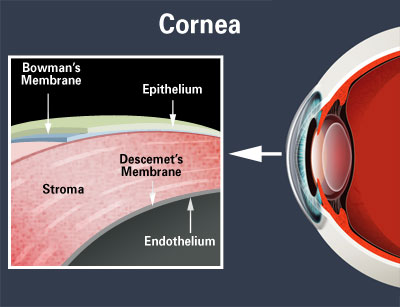 Cornea
Bowman's
Membrane
Epithelium
Descemet's
Membrane
Stroma
Endothelium